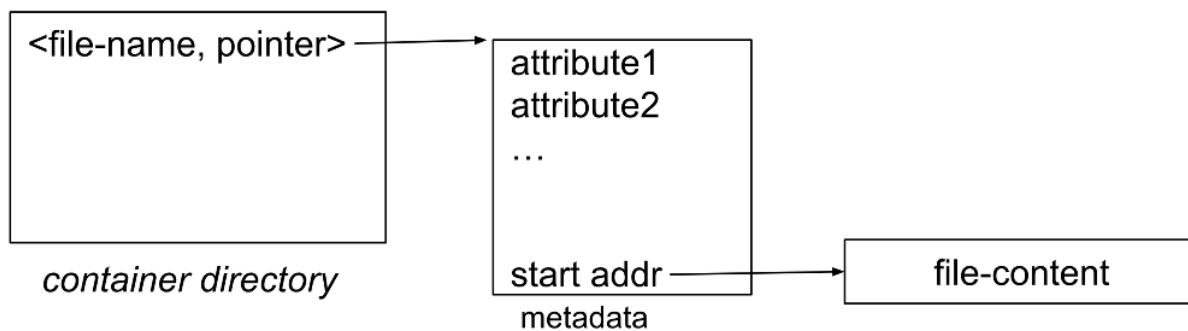 <file-name, pointer>
container directory
attribute1
attribute2
…
start addr
metadata
file-content